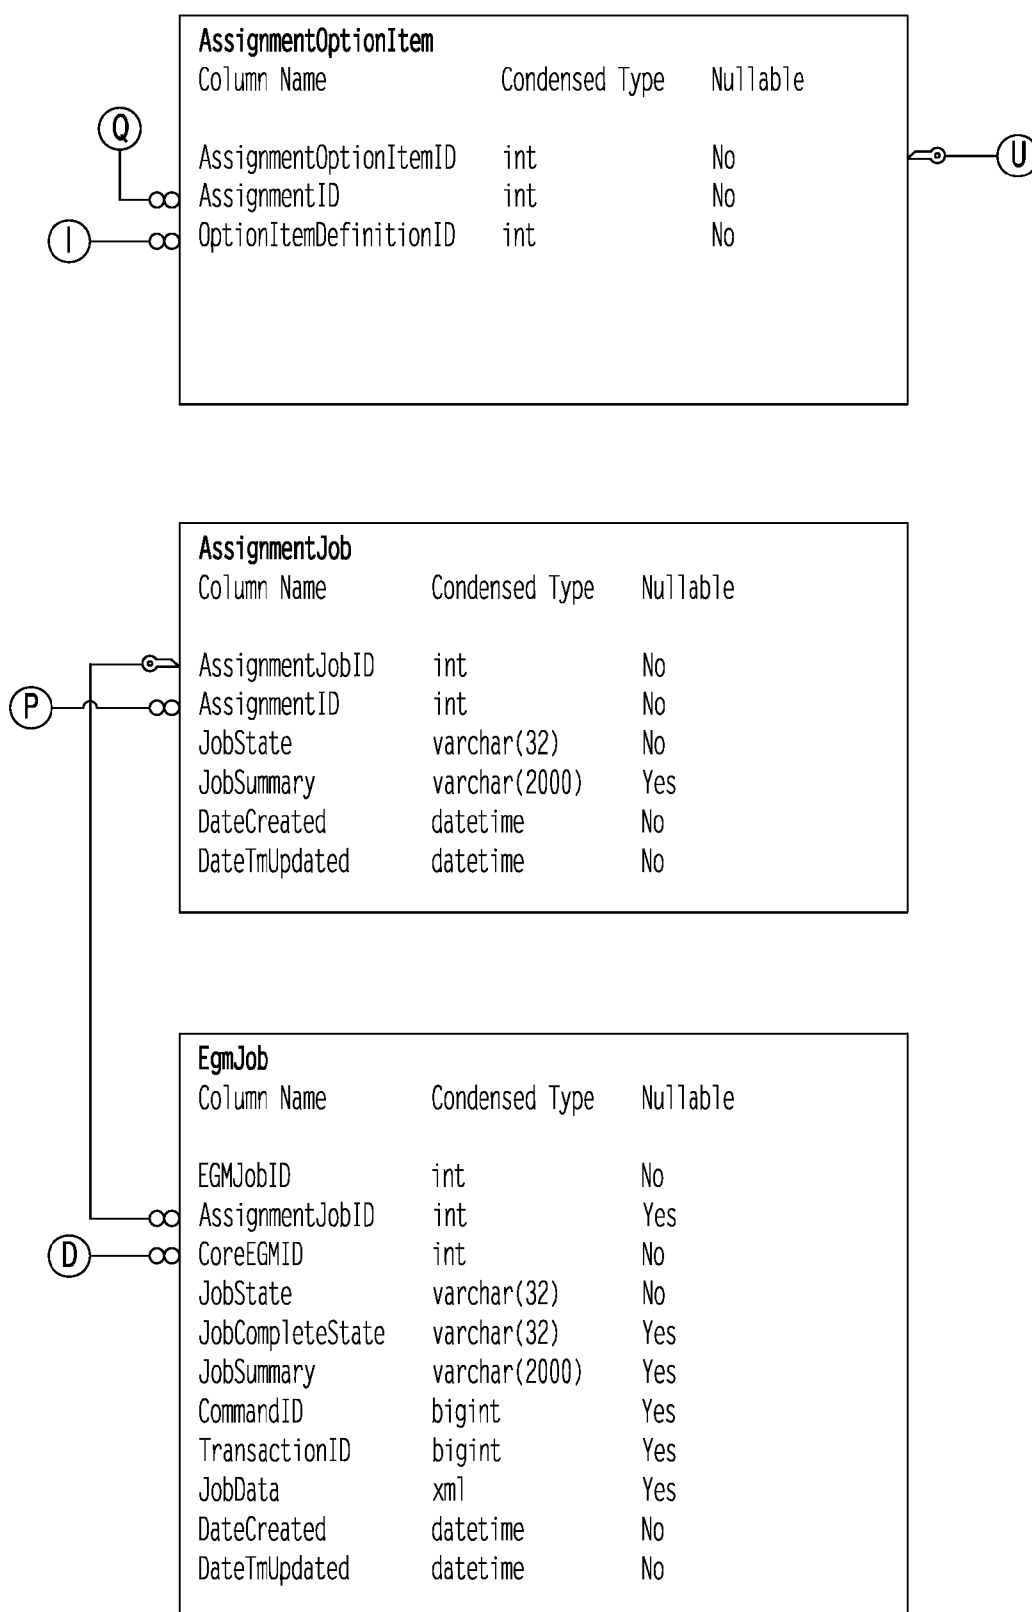 AssignmentOptionItem
Column Name Condensed Type Nullable
Q
AssignmentOptionItemID int No
U
AssignmentID int No
I
OptionItemDefinitionID int No
AssignmentJob
Column Name Condensed Type Nullable
AssignmentJobID int No
P
AssignmentID int No
JobState varchar(32) No
JobSummary varchar(2000) Yes
DateCreated datetime No
DateTmUpdated datetime No
EgmJob
Column Name Condensed Type Nullable
EGMJobID int No
AssignmentJobID int Yes
D
CoreEGMID int No
JobState varchar(32) No
JobCompleteState varchar(32) Yes
JobSummary varchar(2000) Yes
CommandID bigint Yes
TransactionID bigint Yes
JobData xml Yes
DateCreated datetime No
DateTmUpdated datetime No